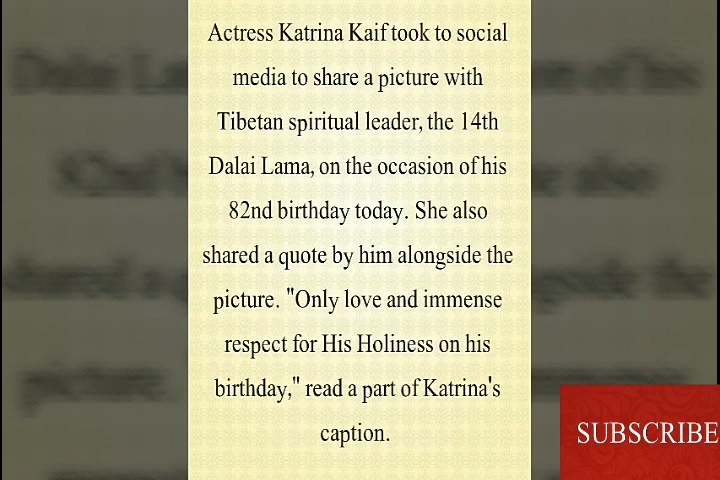 Actress Katrina Kaif took to social
media to share a picture with
Tibetan spiritual leader, the 14th
Dalai Lama, on the occasion of his
82nd birthday today. She also
shared a quote by him alongside the
picture. "Only love and immense
respect for His Holiness on his
birthday," read a part of Katrina's
caption.
SUBSCRIBE